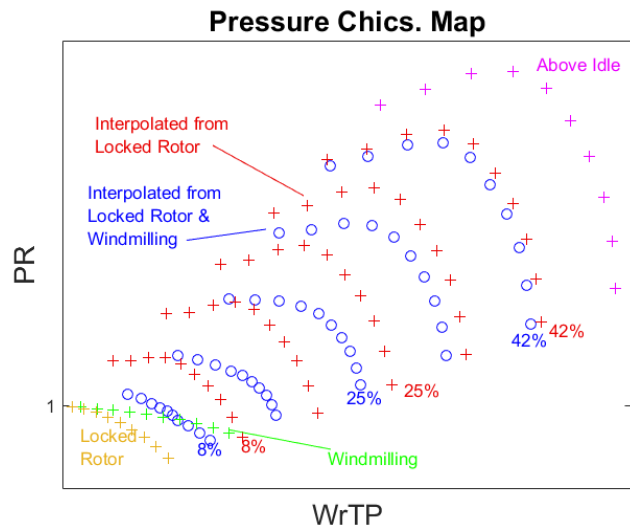 Pressure Chics. Map
Above Idle
Interpolated from
Locked Rotor
Interpolated from
Locked Rotor &
Windmilling
PR
42%
42%
25%
25%
1
1
Locked
Rotor
8%
8%
Windmilling
WrTP